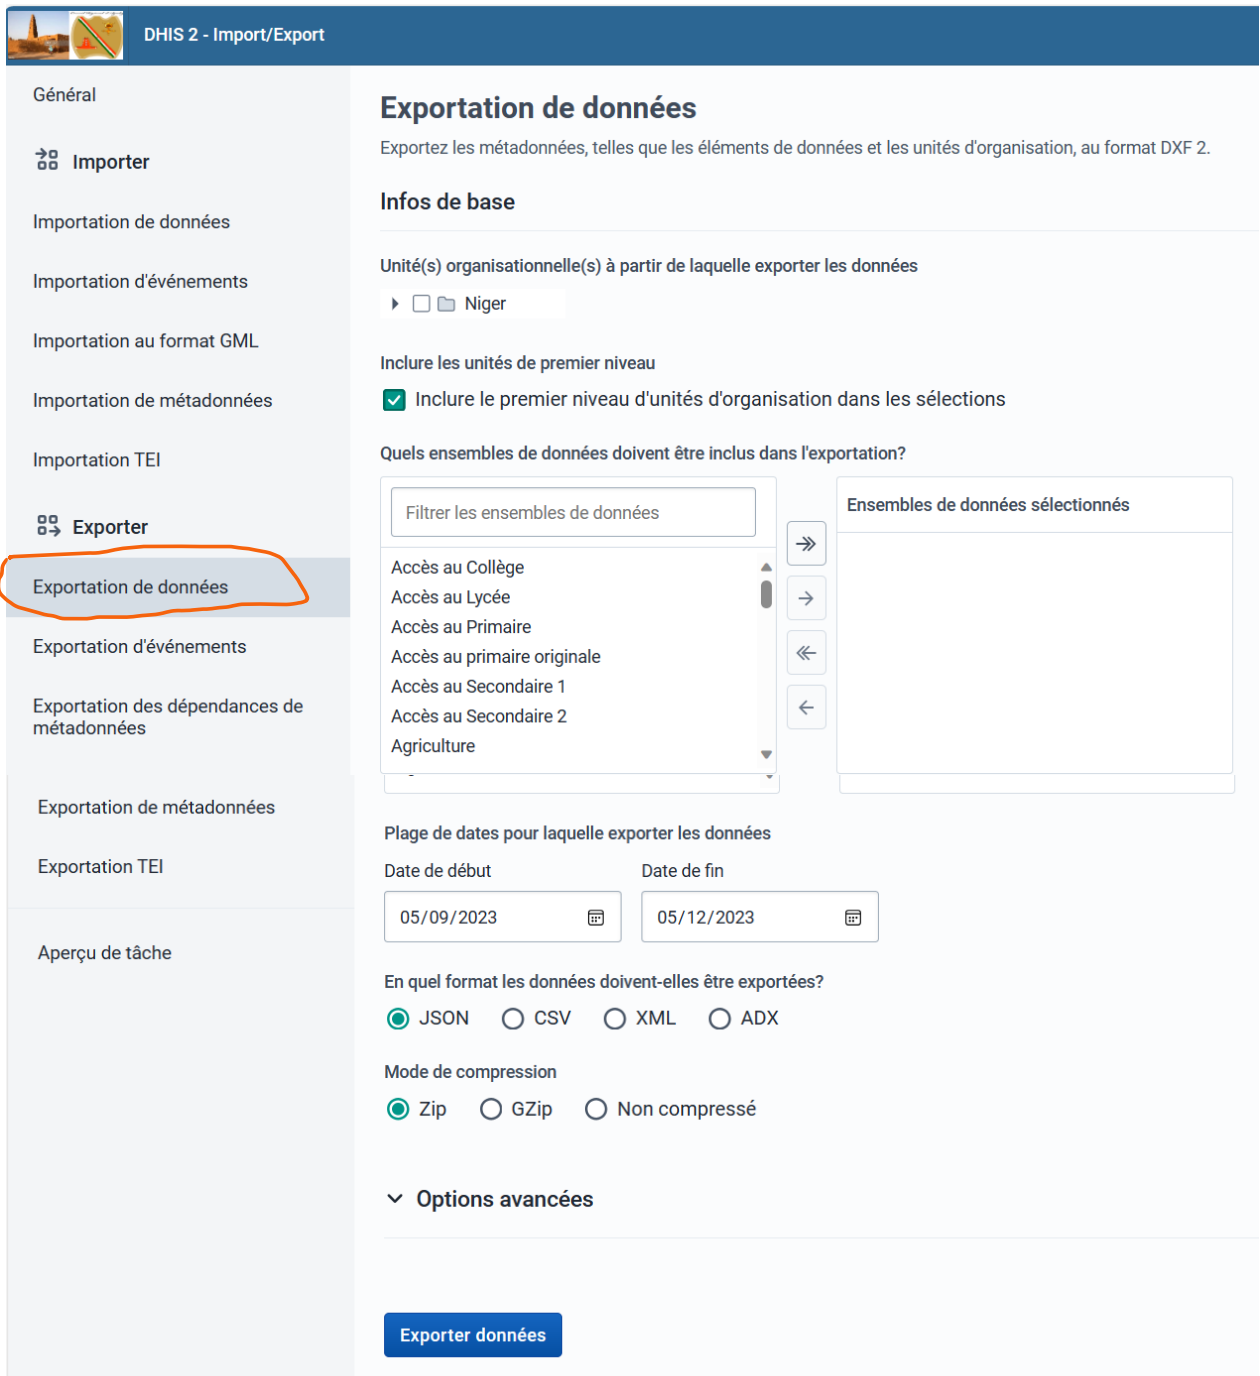 DHIS 2 - Import/Export
Général
Importer
Importation de données
Importation d'événements
Importation au format GML
Importation de métadonnées
Importation TEI
Exporter
Exportation de données
Exportation d'événements
Exportation des dépendances de
métadonnées
Exportation de métadonnées
Exportation TEI
Aperçu de tâche
Exportation de données
Exportez les métadonnées, telles que les éléments de données et les unités d'organisation, au format DXF 2.
Infos de base
Unité(s) organisationnelle(s) à partir de laquelle exporter les données
Niger
Inclure les unités de premier niveau
Inclure le premier niveau d'unités d'organisation dans les sélections
Quels ensembles de données doivent être inclus dans l'exportation?
Filtrer les ensembles de données
Accès au Collège
Accès au Lycée
Accès au Primaire
Accès au primaire originale
Accès au Secondaire 1
Accès au Secondaire 2
Agriculture
Ensembles de données sélectionnés
Plage de dates pour laquelle exporter les données
Date de début Date de fin
05/09/2023 05/12/2023
En quel format les données doivent-elles être exportées?
JSON CSV XML ADX
Mode de compression
Zip GZip Non compressé
Options avancées
Exporter données